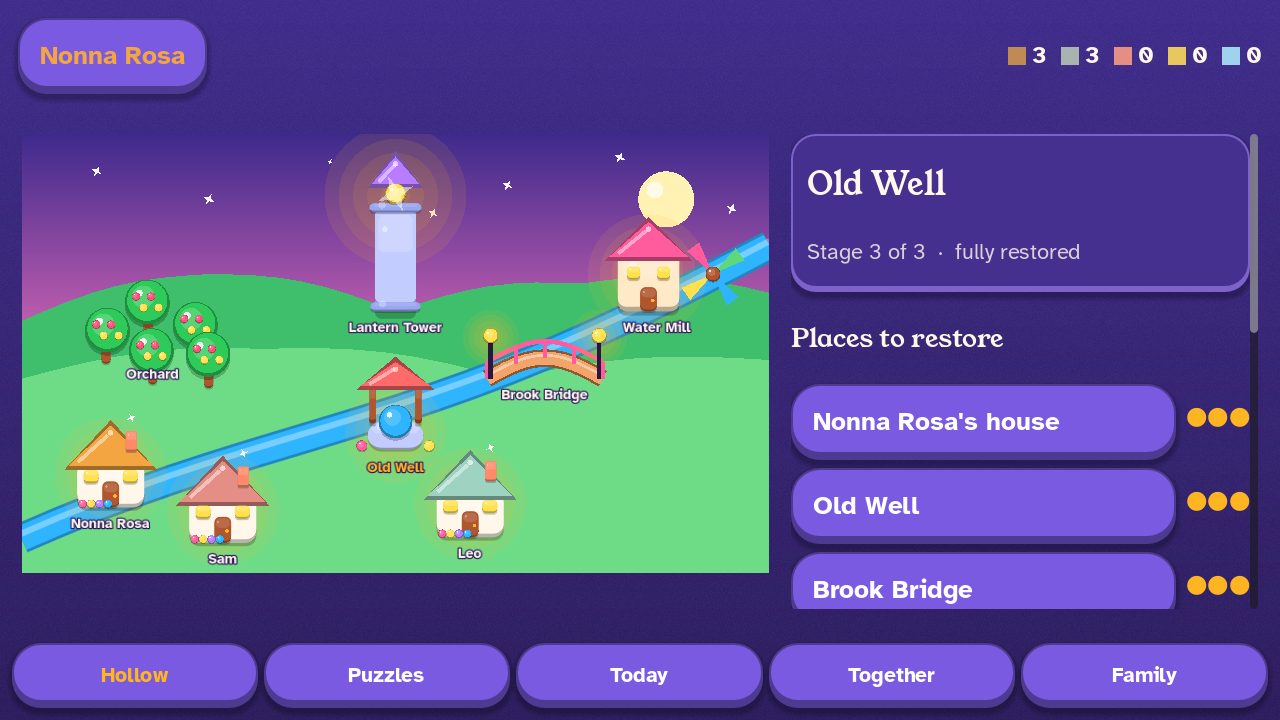 Nonna Rosa
3 3 0 0 0
Lantern Tower
Water Mill
Orchard
Brook Bridge
Old Well
Nonna Rosa
Sam
Leo
Old Well
Stage 3 of 3 · fully restored
Places to restore
Nonna Rosa's house
Old Well
Brook Bridge
Hollow
Puzzles
Today
Together
Family